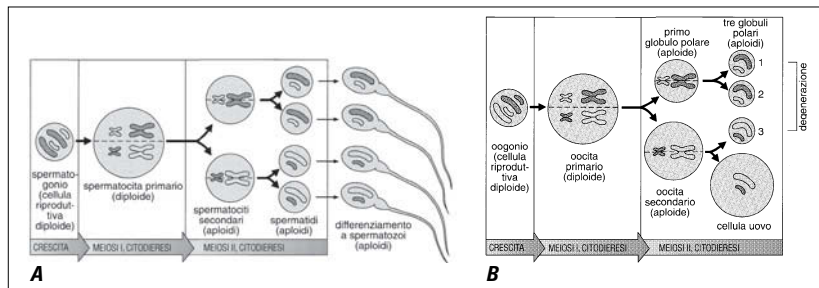 spermato-
gonio (cellula
riprodut-
tiva
diploide)
spermatocita primario
(diploide)
spermatociti
secondari
(aploidi)
spermatidi
(aploidi)
differenziamento
a spermatozoi
(aploidi)
CRESCITA
MEIOSI I, CITODIERESI
MEIOSI II, CITODIERESI
A
oogonio
(cellula
riprodut-
tiva
diploide)
oocita
primario
(diploide)
primo
globulo polare
(aploide)
oocita
secondario
(aploide)
tre globuli
polari
(aploidi)
1
2
3
degenerazione
cellula uovo
CRESCITA
MEIOSI I, CITODIERESI
MEIOSI II, CITODIERESI
B